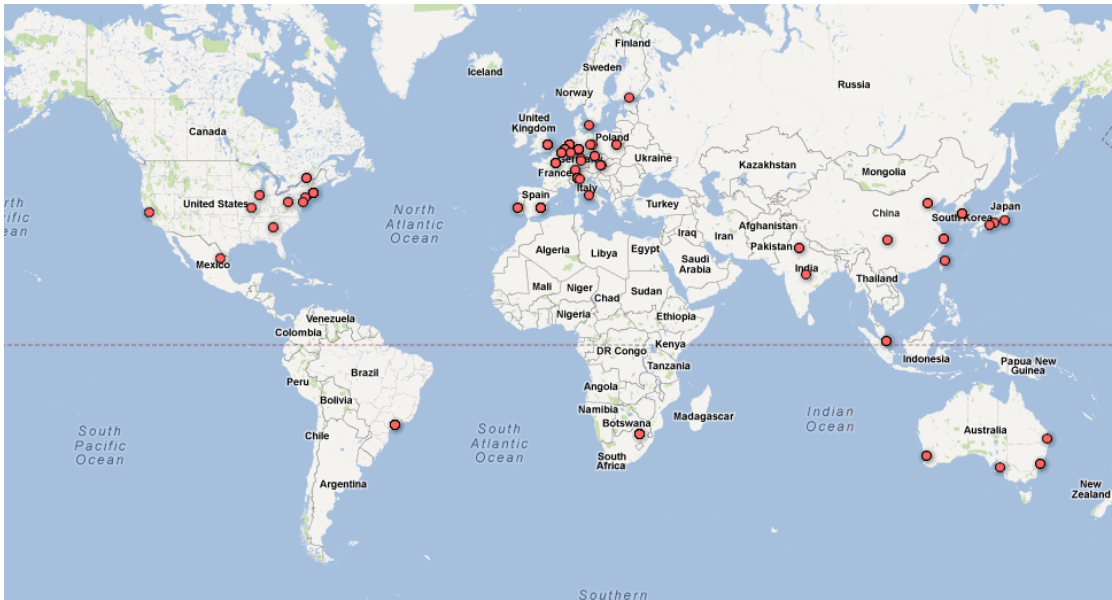 Finland
Sweden
Iceland
Norway
Russia
United
Kingdom
Canada
Poland
Germany
Ukraine
Kazakhstan
Mongolia
France
Italy
United States
Spain
Turkey
North
Atlantic
Ocean
China
South Korea
Japan
Iraq
Iran
Afghanistan
Pakistan
Algeria
Libya
Egypt
Saudi
Arabia
Mexico
India
Thailand
Mali
Niger
Chad
Sudan
Nigeria
Ethiopia
Venezuela
Colombia
DR Congo
Kenya
Tanzania
Indonesia
Papua New
Guinea
Brazil
Peru
Bolivia
Angola
Namibia
Botswana
Madagascar
Indian
Ocean
South
Pacific
Ocean
Chile
South
Atlantic
Ocean
South
Africa
Australia
Argentina
New
Zealand
Southern